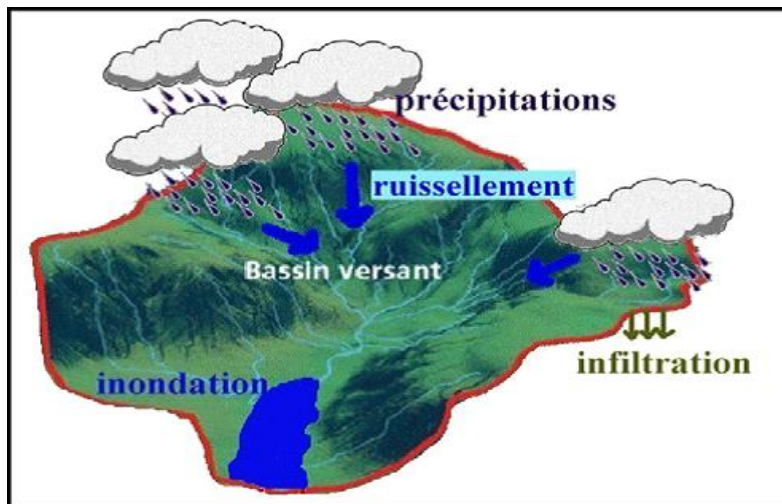 précipitations
ruissellement
Bassin versant
infiltration
inondation